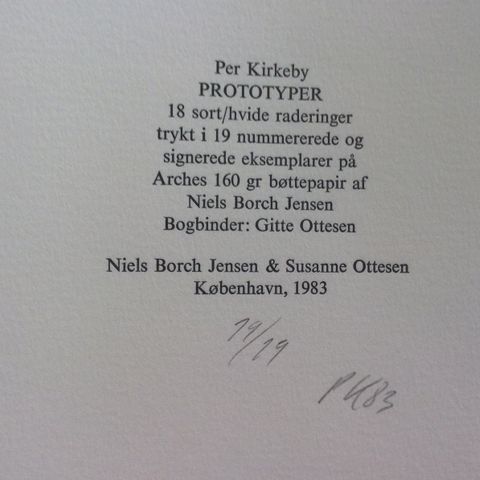 Per Kirkeby
PROTOTYPER
18 sort/hvide raderinger
trykt i 19 nummererede og
signerede eksemplarer på
Arches 160 gr bøttepapir af
Niels Borch Jensen
Bogbinder: Gitte Ottesen
Niels Borch Jensen & Susanne Ottesen
København, 1983
19/19
PK83